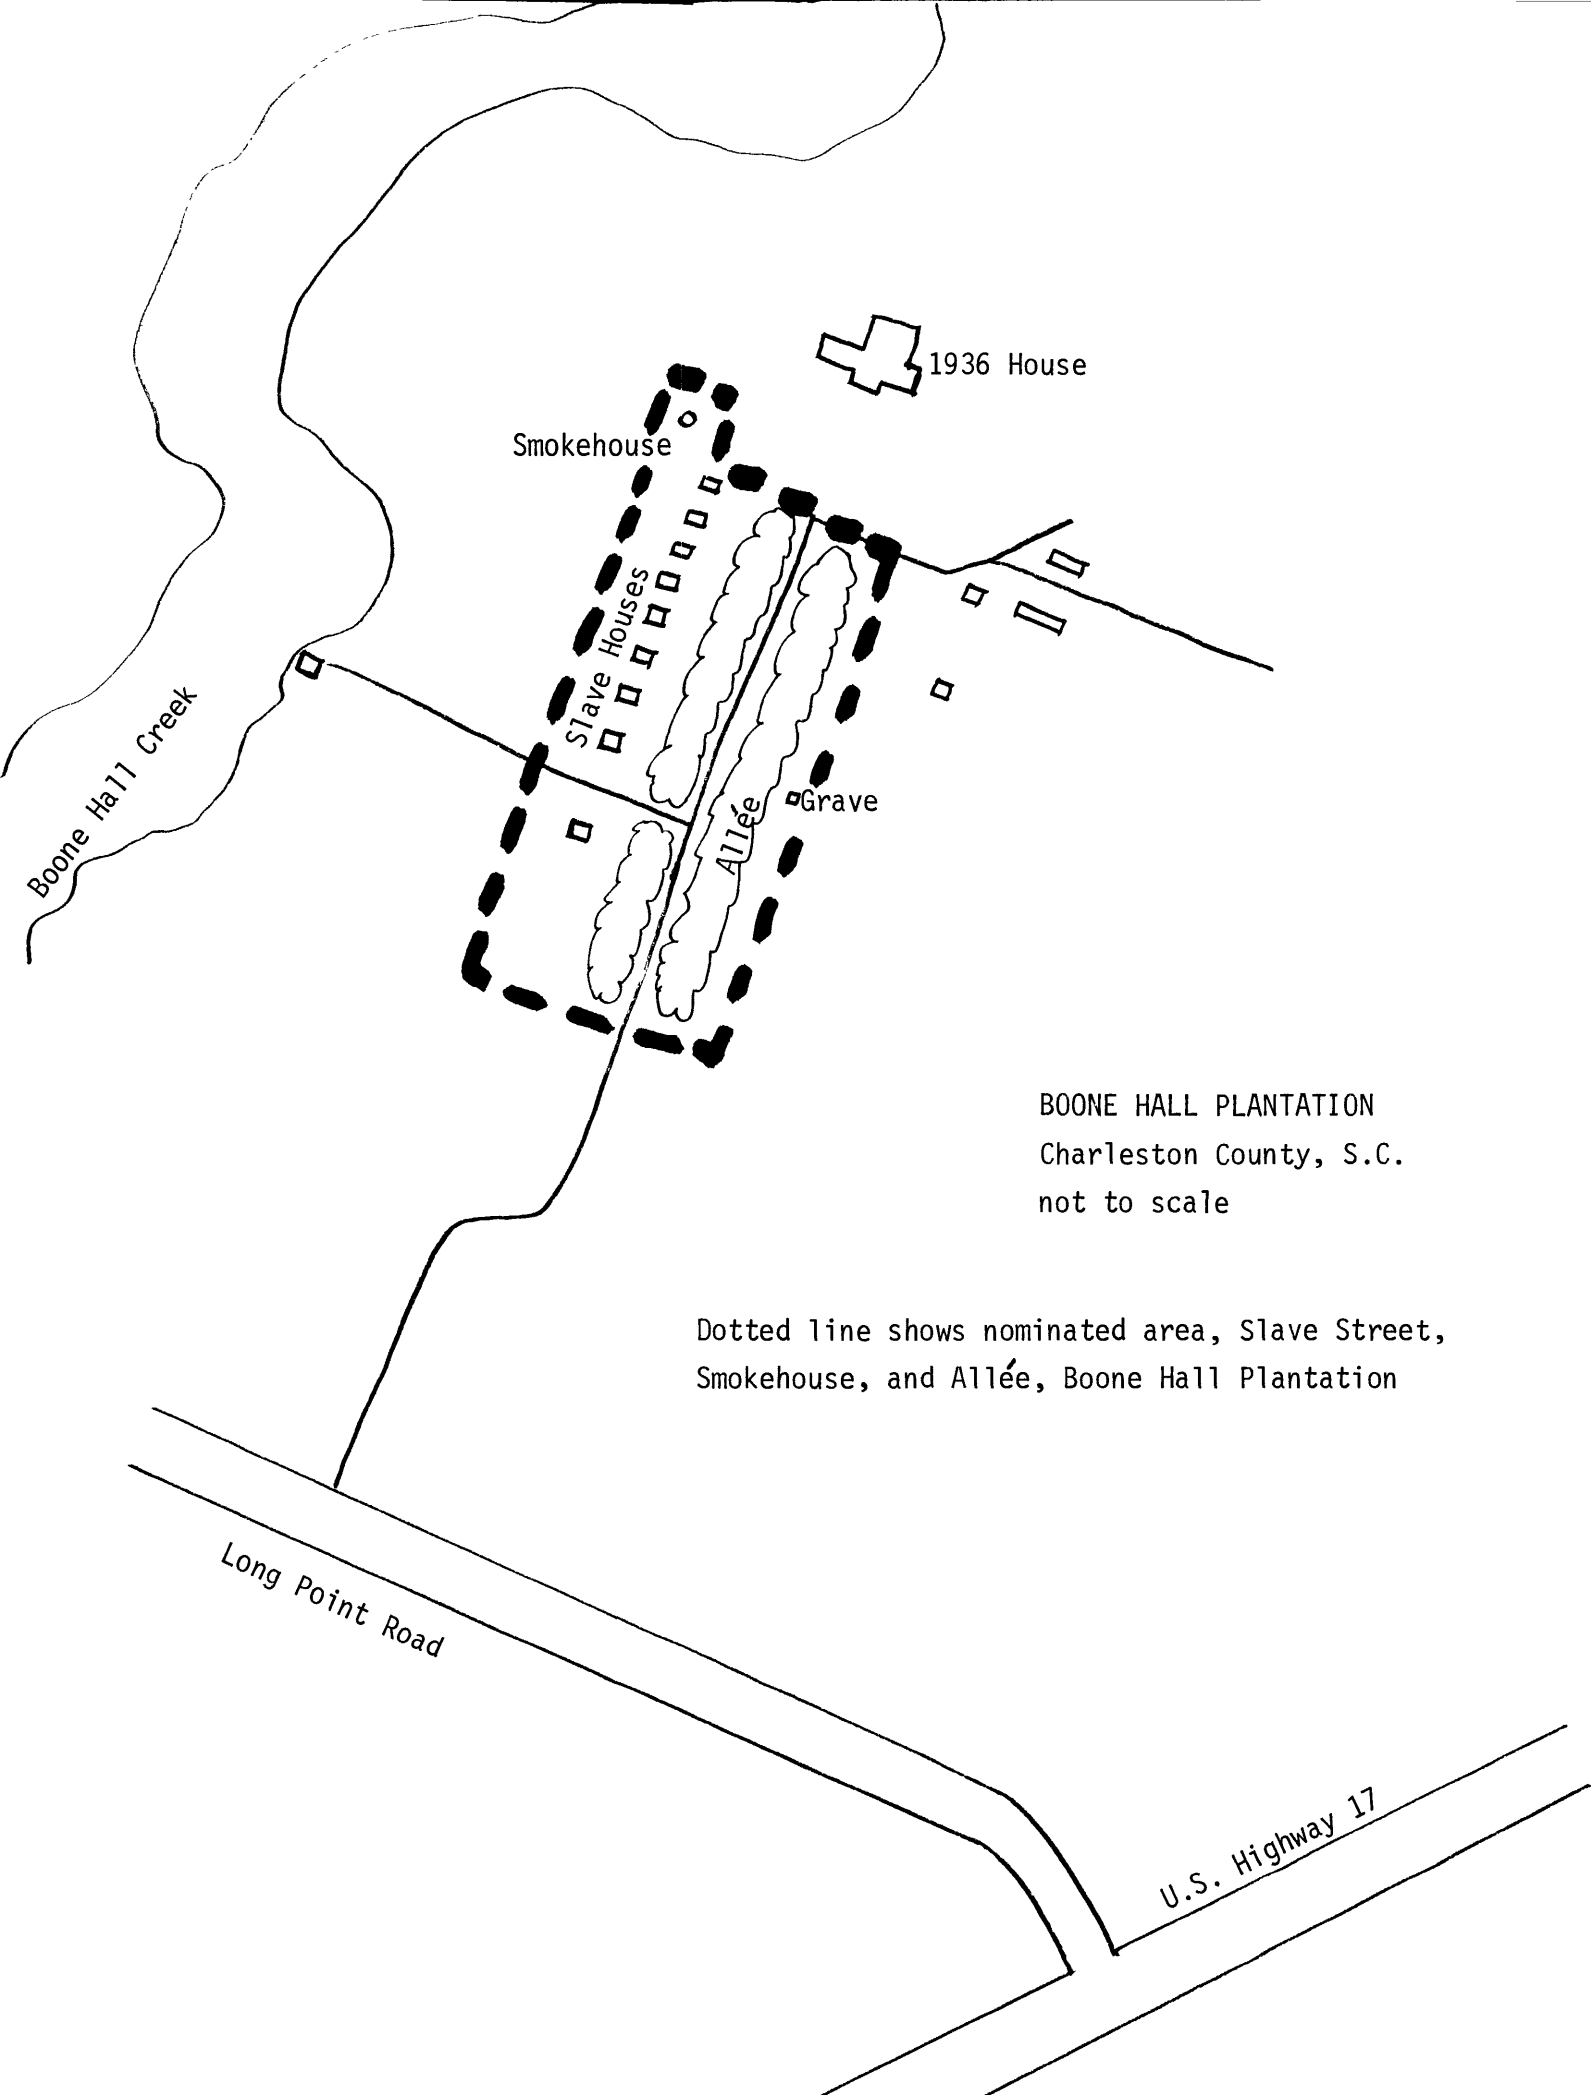 1936 House
Smokehouse
Slave Houses
Boone Hall Creek
Grave
Allée
BOONE HALL PLANTATION
Charleston County, S.C.
not to scale
Dotted line shows nominated area, Slave Street,
Smokehouse, and Allée, Boone Hall Plantation
Long Point Road
U.S. Highway 17